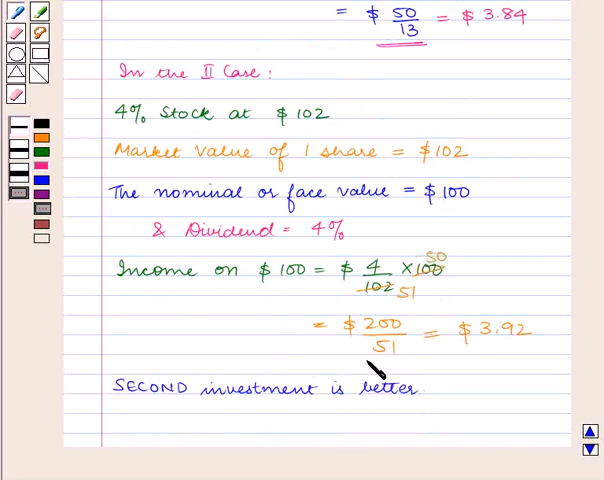 = $ 50/13 = $ 3.84
In the II Case:
4% Stock at $ 102
Market value of 1 share = $102
The nominal or face value = $100
& Dividend = 4%
Income on $ 100 = $ 4/102 × 100 50 51
= $ 200/51 = $ 3.92
SECOND investment is better.